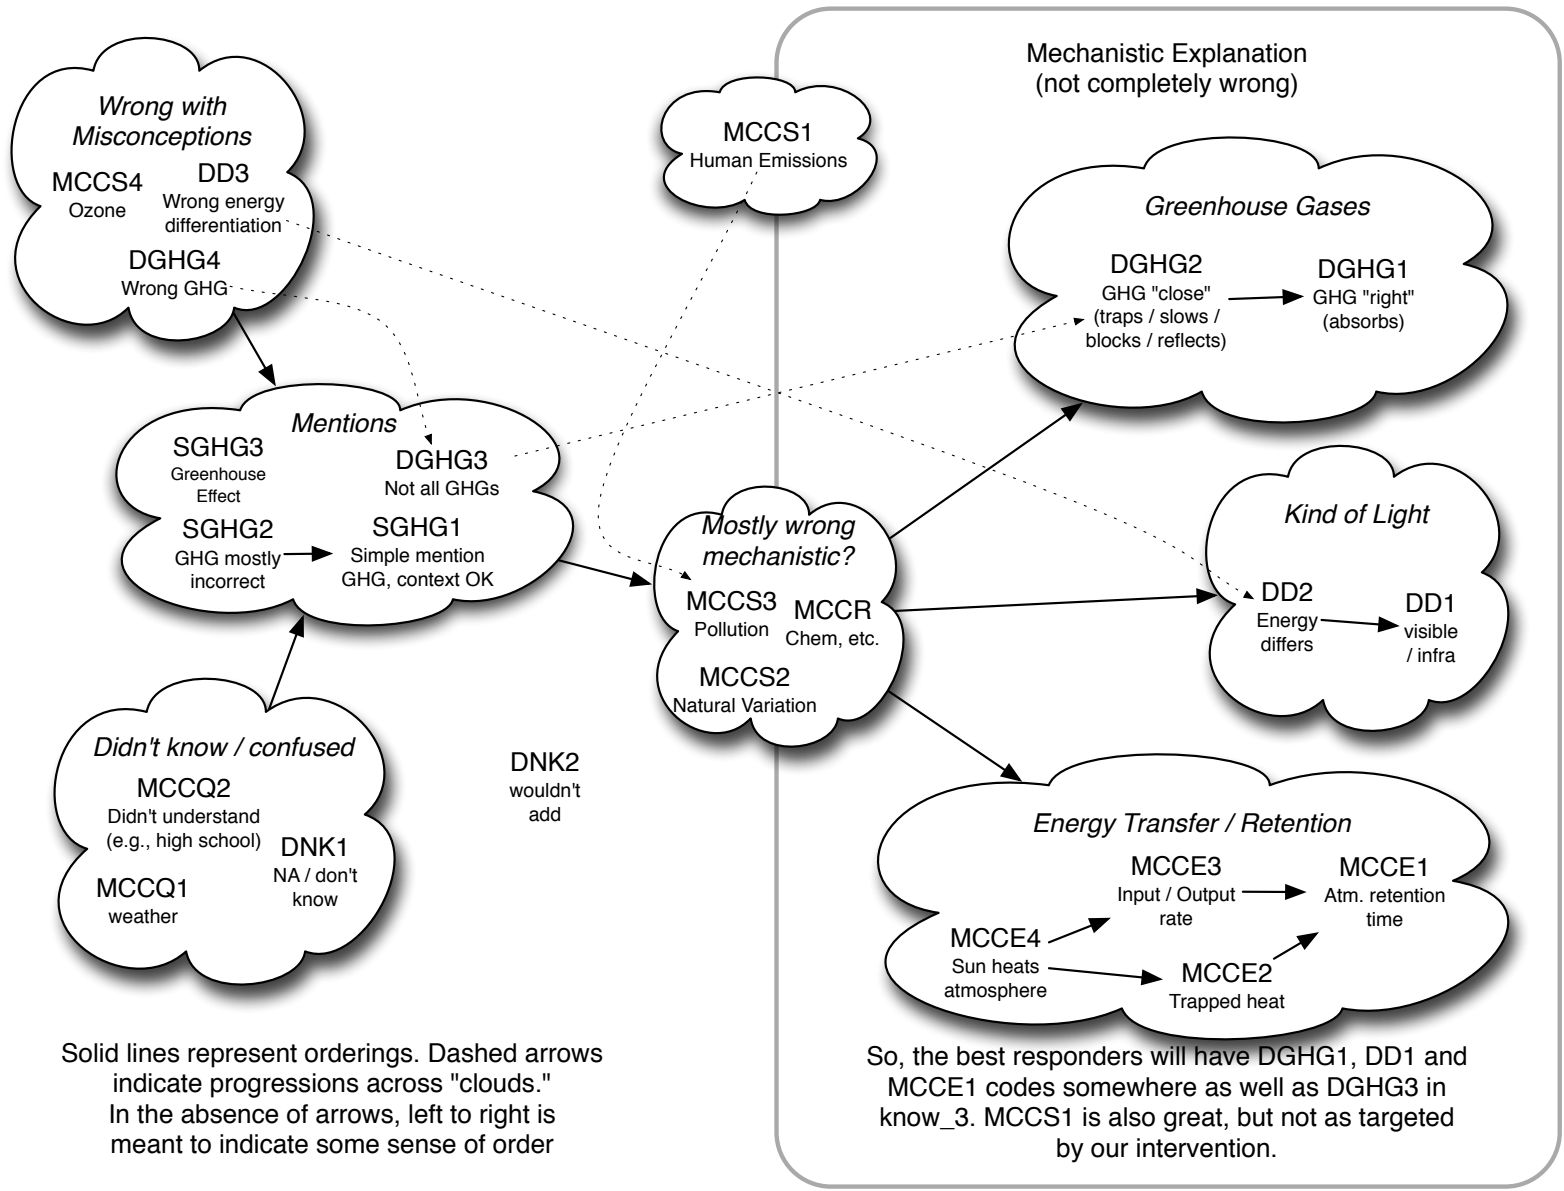 Mechanistic Explanation
(not completely wrong)
Wrong with
Misconceptions
MCCS4
Ozone
DD3
Wrong energy
differentiation
DGHG4
Wrong GHG
MCCS1
Human Emissions
Greenhouse Gases
DGHG2
GHG "close"
(traps / slows /
blocks / reflects)
DGHG1
GHG "right"
(absorbs)
Mentions
SGHG3
Greenhouse
Effect
DGHG3
Not all GHGs
SGHG2
GHG mostly
incorrect
SGHG1
Simple mention
GHG, context OK
Mostly wrong
mechanistic?
MCCS3
Pollution
MCCR
Chem, etc.
MCCS2
Natural Variation
Kind of Light
DD2
Energy
differs
DD1
visible
/ infra
Didn't know / confused
MCCQ2
Didn't understand
(e.g., high school)
DNK1
NA / don't
know
MCCQ1
weather
DNK2
wouldn't
add
Energy Transfer / Retention
MCCE3
Input / Output
rate
MCCE1
Atm. retention
time
MCCE4
Sun heats
atmosphere
MCCE2
Trapped heat
Solid lines represent orderings. Dashed arrows
indicate progressions across "clouds."
In the absence of arrows, left to right is
meant to indicate some sense of order
So, the best responders will have DGHG1, DD1 and
MCCE1 codes somewhere as well as DGHG3 in
know_3. MCCS1 is also great, but not as targeted
by our intervention.